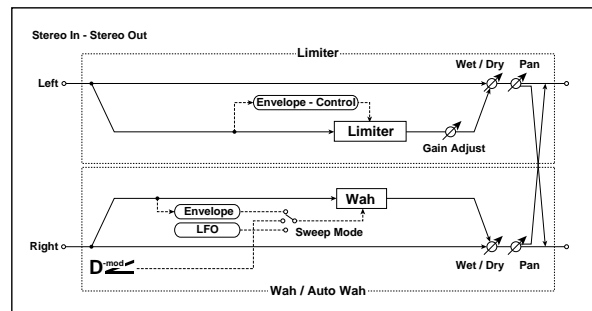 Stereo In - Stereo Out
Limiter
Wet / Dry
Pan
Left
Envelope - Control
Limiter
Gain Adjust
Wah
Envelope
LFO
Sweep Mode
Right
D-mod
Wet / Dry
Pan
Wah / Auto Wah